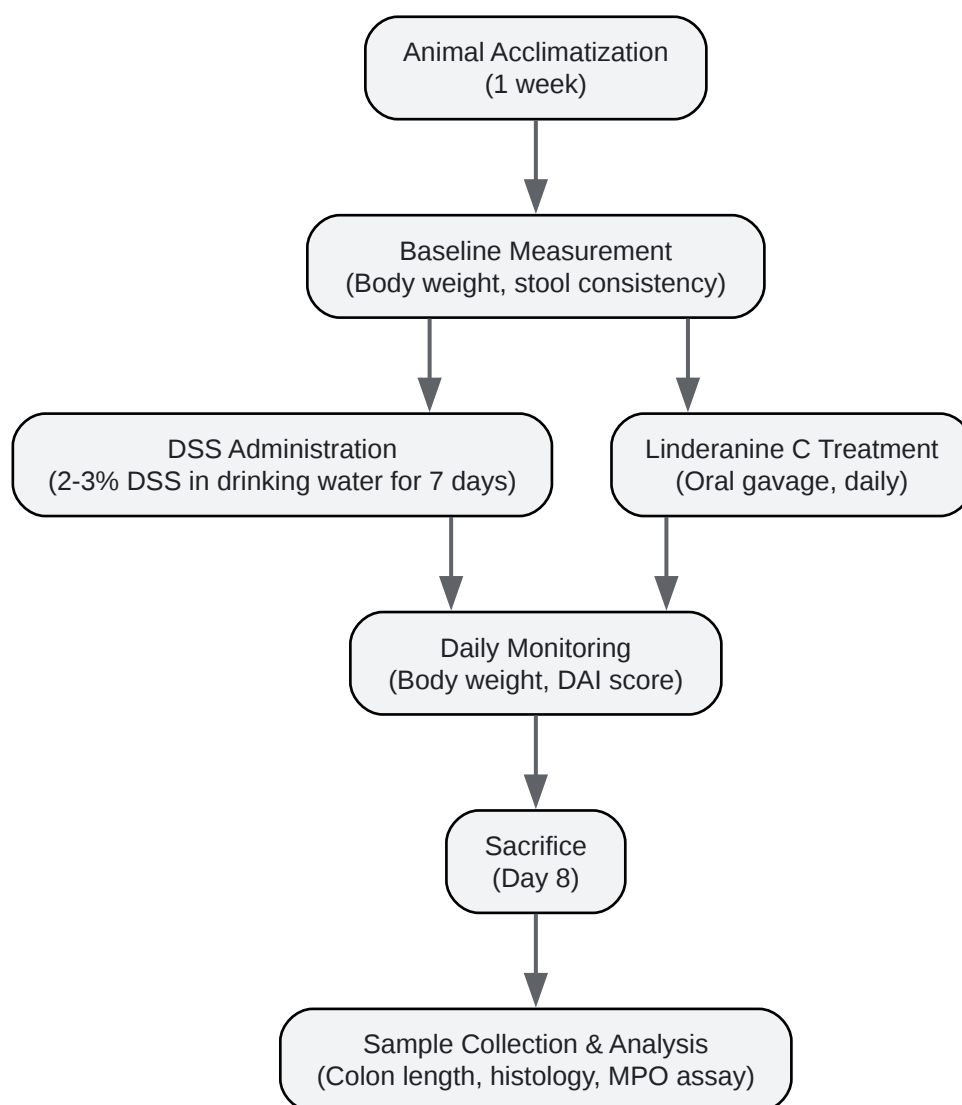 Animal Acclimatization
(1 week)
Baseline Measurement
(Body weight, stool consistency)
DSS Administration
(2-3% DSS in drinking water for 7 days)
Linderanine C Treatment
(Oral gavage, daily)
Daily Monitoring
(Body weight, DAI score)
Sacrifice
(Day 8)
Sample Collection & Analysis
(Colon length, histology, MPO assay)